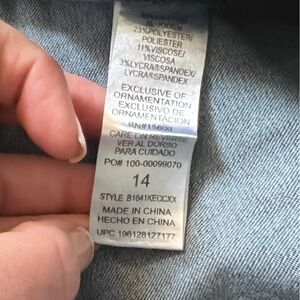 23%POLYESTER/
POLIESTER
11%VISCOSE/
VISCOSA
3%LYCRA®SPANDEX/
LYCRA®SPANDEX
EXCLUSIVE OF
ORNAMENTATION
EXCLUSIVO DE
ORNAMENTACION
RN#15600
CARE ON REVERSE
VER AL DORSO
PARA CUIDADO
PO# 100-00099070
14
STYLE B1641KECCXX
MADE IN CHINA
HECHO EN CHINA
UPC 196128127177